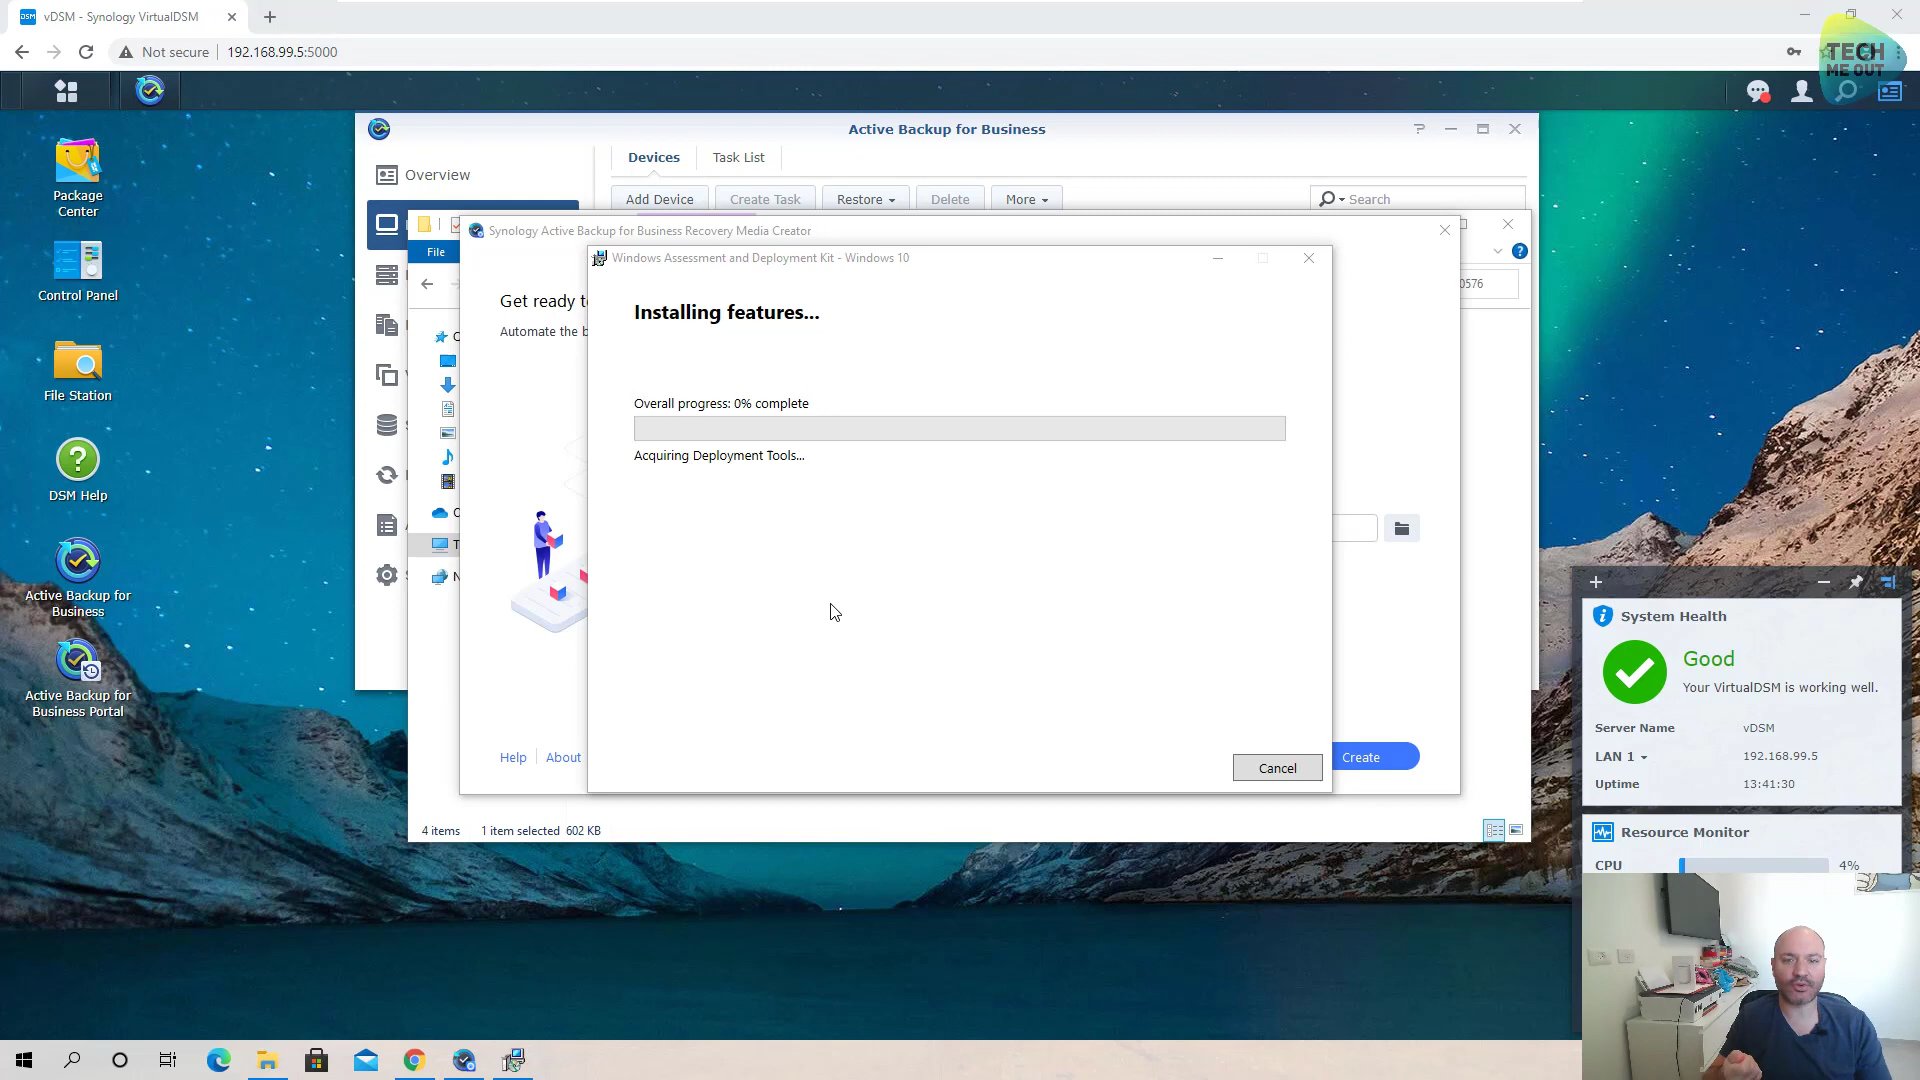 vDSM - Synology VirtualDSM
Not secure
192.168.99.5:5000
TECH
ME OUT
Package
Center
Control Panel
File Station
DSM Help
Active Backup for
Business
Active Backup for
Business Portal
Active Backup for Business
Overview
Devices
Task List
Add Device
Create Task
Restore
Delete
More
Search
File
0576
4 items
1 item selected 602 KB
Synology Active Backup for Business Recovery Media Creator
Get ready t
Automate the b
Help
About
Create
Windows Assessment and Deployment Kit - Windows 10
Installing features...
Overall progress: 0% complete
Acquiring Deployment Tools...
Cancel
System Health
Good
Your VirtualDSM is working well.
Server Name vDSM
LAN 1 192.168.99.5
Uptime 13:41:30
Resource Monitor
CPU 4%